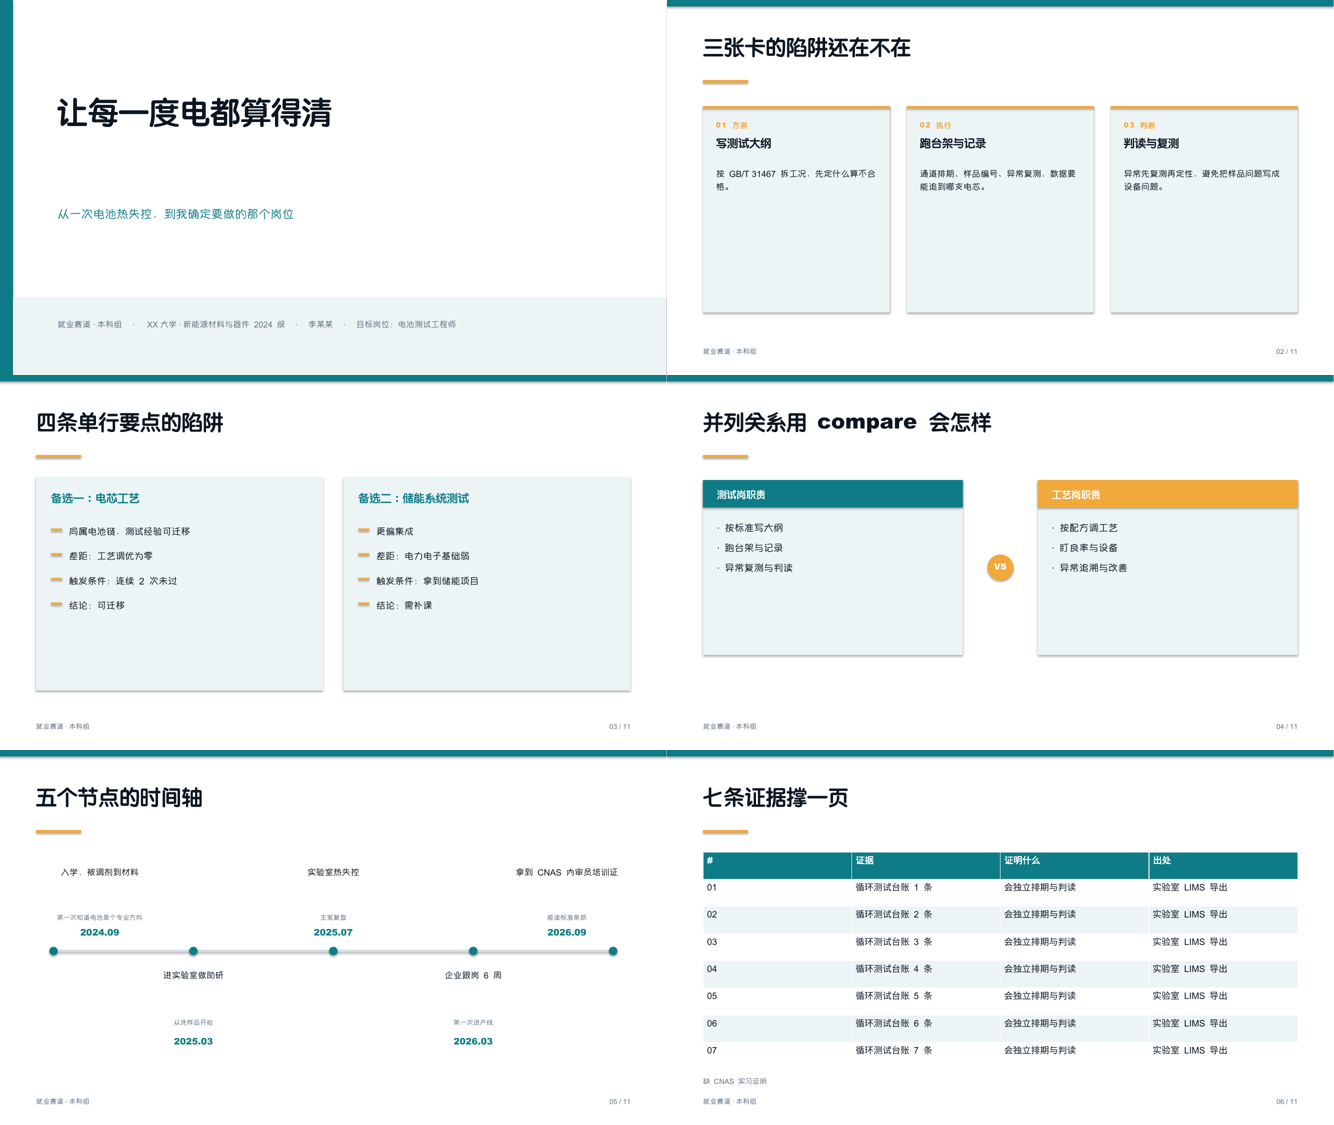 让每一度电都算得清
从一次电池热失控，到我确定要做的那个岗位
就业赛道·本科组 · XX 大学·新能源材料与器件 2024 级 · 李某某 · 目标岗位：电池测试工程师
三张卡的陷阱还在不在
01 方案
写测试大纲
按 GB/T 31467 拆工况，先定什么算不合
格。
02 执行
跑台架与记录
通道排期、样品编号、异常复测，数据要
能追到哪支电芯。
03 判断
判读与复测
异常先复测再定性，避免把样品问题写成
设备问题。
就业赛道·本科组
02 / 11
四条单行要点的陷阱
备选一：电芯工艺
同属电池链，测试经验可迁移
差距：工艺调优为零
触发条件：连续 2 次未过
结论：可迁移
备选二：储能系统测试
更偏集成
差距：电力电子基础弱
触发条件：拿到储能项目
结论：需补课
就业赛道·本科组
03 / 11
并列关系用 compare 会怎样
测试岗职责
· 按标准写大纲
· 跑台架与记录
· 异常复测与判读
VS
工艺岗职责
· 按配方调工艺
· 盯良率与设备
· 异常追溯与改善
就业赛道·本科组
04 / 11
五个节点的时间轴
入学，被调剂到材料
第一次知道电池是个专业方向
2024.09
进实验室做助研
从洗样品开始
2025.03
实验室热失控
主笔复盘
2025.07
企业跟岗 6 周
第一次进产线
2026.03
拿到 CNAS 内审员培训证
能读标准条款
2026.09
就业赛道·本科组
05 / 11
七条证据撑一页
# 证据 证明什么 出处
01 循环测试台账 1 条 会独立排期与判读 实验室 LIMS 导出
02 循环测试台账 2 条 会独立排期与判读 实验室 LIMS 导出
03 循环测试台账 3 条 会独立排期与判读 实验室 LIMS 导出
04 循环测试台账 4 条 会独立排期与判读 实验室 LIMS 导出
05 循环测试台账 5 条 会独立排期与判读 实验室 LIMS 导出
06 循环测试台账 6 条 会独立排期与判读 实验室 LIMS 导出
07 循环测试台账 7 条 会独立排期与判读 实验室 LIMS 导出
缺 CNAS 实习证明
就业赛道·本科组
06 / 11